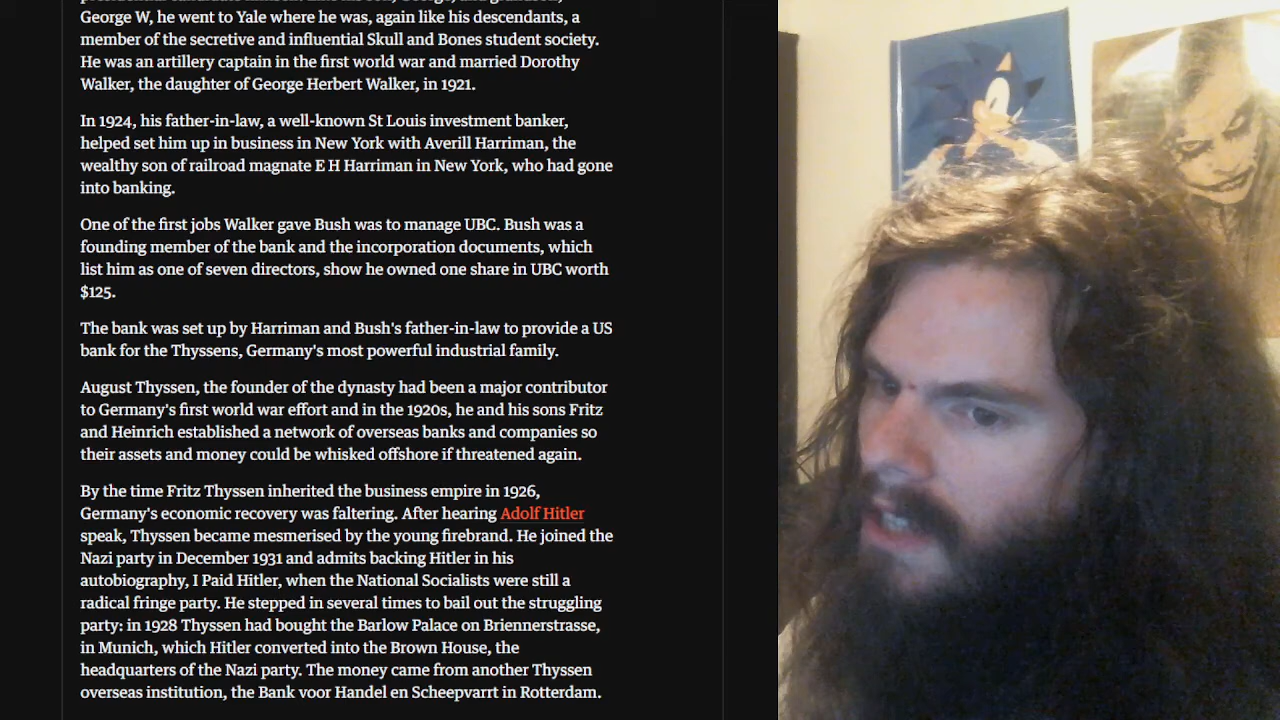 George W, he went to Yale where he was, again like his descendants, a
member of the secretive and influential Skull and Bones student society.
He was an artillery captain in the first world war and married Dorothy
Walker, the daughter of George Herbert Walker, in 1921.
In 1924, his father-in-law, a well-known St Louis investment banker,
helped set him up in business in New York with Averill Harriman, the
wealthy son of railroad magnate E H Harriman in New York, who had gone
into banking.
One of the first jobs Walker gave Bush was to manage UBC. Bush was a
founding member of the bank and the incorporation documents, which
list him as one of seven directors, show he owned one share in UBC worth
$125.
The bank was set up by Harriman and Bush's father-in-law to provide a US
bank for the Thyssens, Germany's most powerful industrial family.
August Thyssen, the founder of the dynasty had been a major contributor
to Germany's first world war effort and in the 1920s, he and his sons Fritz
and Heinrich established a network of overseas banks and companies so
their assets and money could be whisked offshore if threatened again.
By the time Fritz Thyssen inherited the business empire in 1926,
Germany's economic recovery was faltering. After hearing Adolf Hitler
speak, Thyssen became mesmerised by the young firebrand. He joined the
Nazi party in December 1931 and admits backing Hitler in his
autobiography, I Paid Hitler, when the National Socialists were still a
radical fringe party. He stepped in several times to bail out the struggling
party: in 1928 Thyssen had bought the Barlow Palace on Briennerstrasse,
in Munich, which Hitler converted into the Brown House, the
headquarters of the Nazi party. The money came from another Thyssen
overseas institution, the Bank voor Handel en Scheepvarrt in Rotterdam.